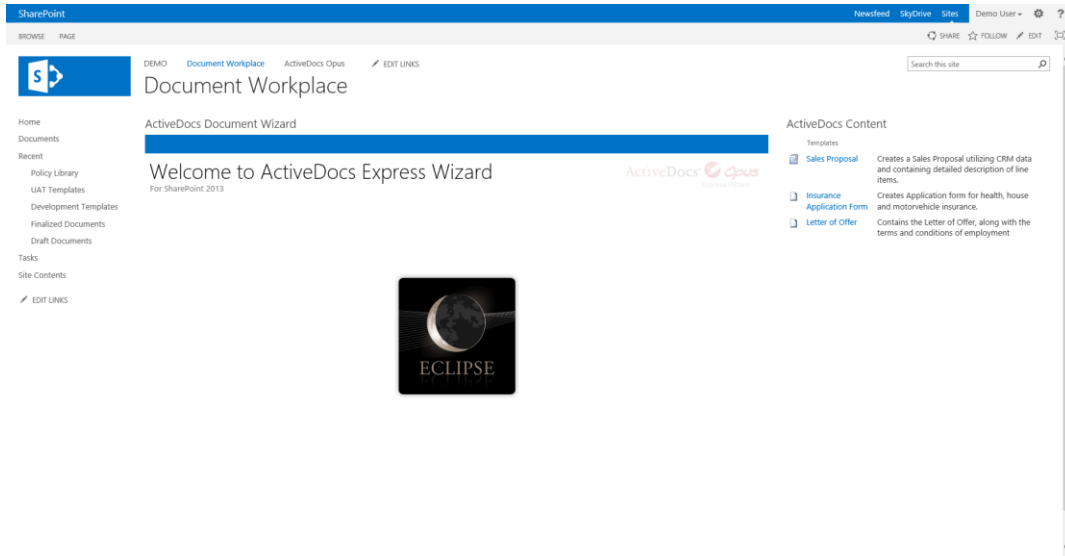 SharePoint
Newsfeed SkyDrive Sites Demo User ?
BROWSE PAGE
SHARE FOLLOW EDIT
S
DEMO Document Workplace ActiveDocs Opus EDIT LINKS
Search this site
Document Workplace
Home
Documents
Recent
Policy Library
UAT Templates
Development Templates
Finalized Documents
Draft Documents
Tasks
Site Contents
EDIT LINKS
ActiveDocs Document Wizard
Welcome to ActiveDocs Express Wizard
For SharePoint 2013
ActiveDocs Opus
Express Wizard
ECLIPSE
ActiveDocs Content
Templates
Sales Proposal
Creates a Sales Proposal utilizing CRM data
and containing detailed description of line
items.
Insurance
Application Form
Creates Application form for health, house
and motorvehicle insurance.
Letter of Offer
Contains the Letter of Offer, along with the
terms and conditions of employment